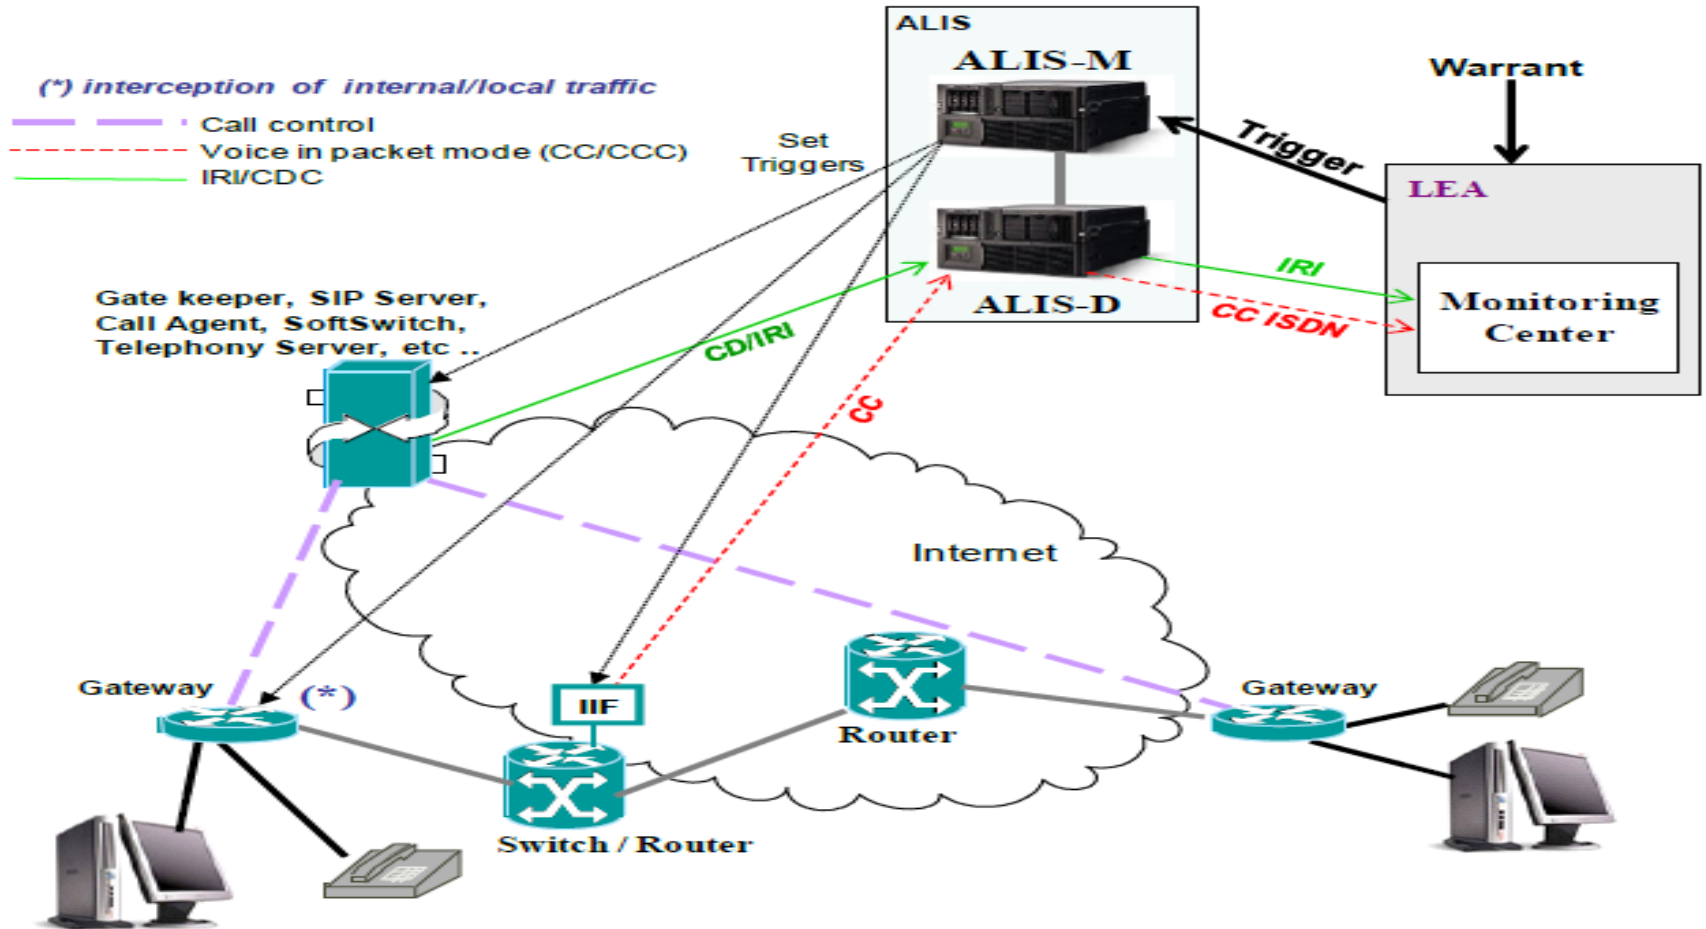 ALIS
ALIS-M
Warrant
(*) interception of internal/local traffic
Call control
Voice in packet mode (CC/CCC)
IRI/CDC
Set
Triggers
Trigger
LEA
IRI
CC ISDN
Monitoring
Center
ALIS-D
Gate keeper, SIP Server,
Call Agent, SoftSwitch,
Telephony Server, etc ..
CD/IRI
CC
Internet
Gateway
(*)
IIF
Router
Gateway
Switch / Router